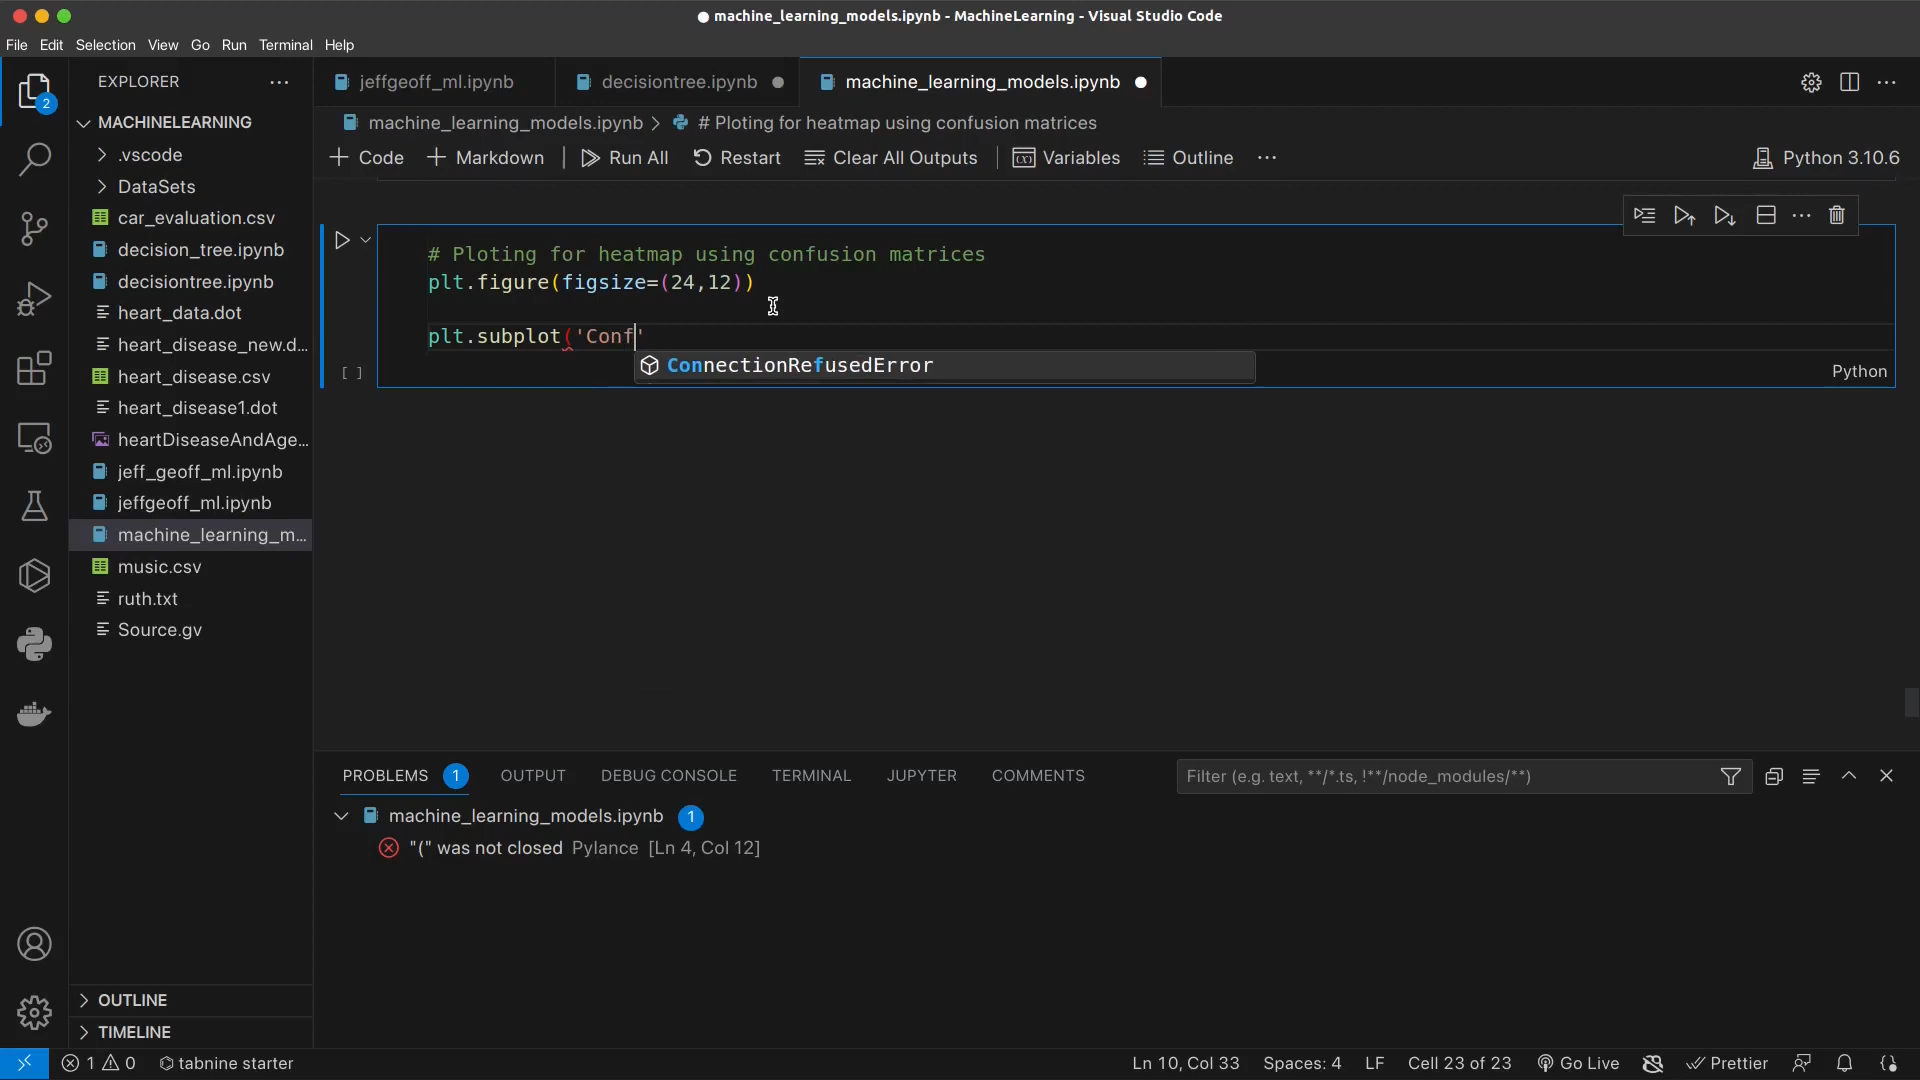 machine_learning_models.ipynb - MachineLearning - Visual Studio Code
File Edit Selection View Go Run Terminal Help
EXPLORER
jeffgeoff_ml.ipynb
decisiontree.ipynb
machine_learning_models.ipynb
2
MACHINELEARNING
.vscode
DataSets
car_evaluation.csv
decision_tree.ipynb
decisiontree.ipynb
heart_data.dot
heart_disease_new.d...
heart_disease.csv
heart_disease1.dot
heartDiseaseAndAge...
jeff_geoff_ml.ipynb
jeffgeoff_ml.ipynb
machine_learning_m...
music.csv
ruth.txt
Source.gv
OUTLINE
TIMELINE
machine_learning_models.ipynb > # Ploting for heatmap using confusion matrices
Code Markdown Run All Restart Clear All Outputs Variables Outline Python 3.10.6
# Ploting for heatmap using confusion matrices
plt.figure(figsize=(24,12))
plt.subplot('Conf'
ConnectionRefusedError
[ ]
Python
PROBLEMS 1 OUTPUT DEBUG CONSOLE TERMINAL JUPYTER COMMENTS Filter (e.g. text, **/*.ts, !**/node_modules/**)
machine_learning_models.ipynb 1
"(" was not closed Pylance [Ln 4, Col 12]
1 0 tabnine starter Ln 10, Col 33 Spaces: 4 LF Cell 23 of 23 Go Live Prettier